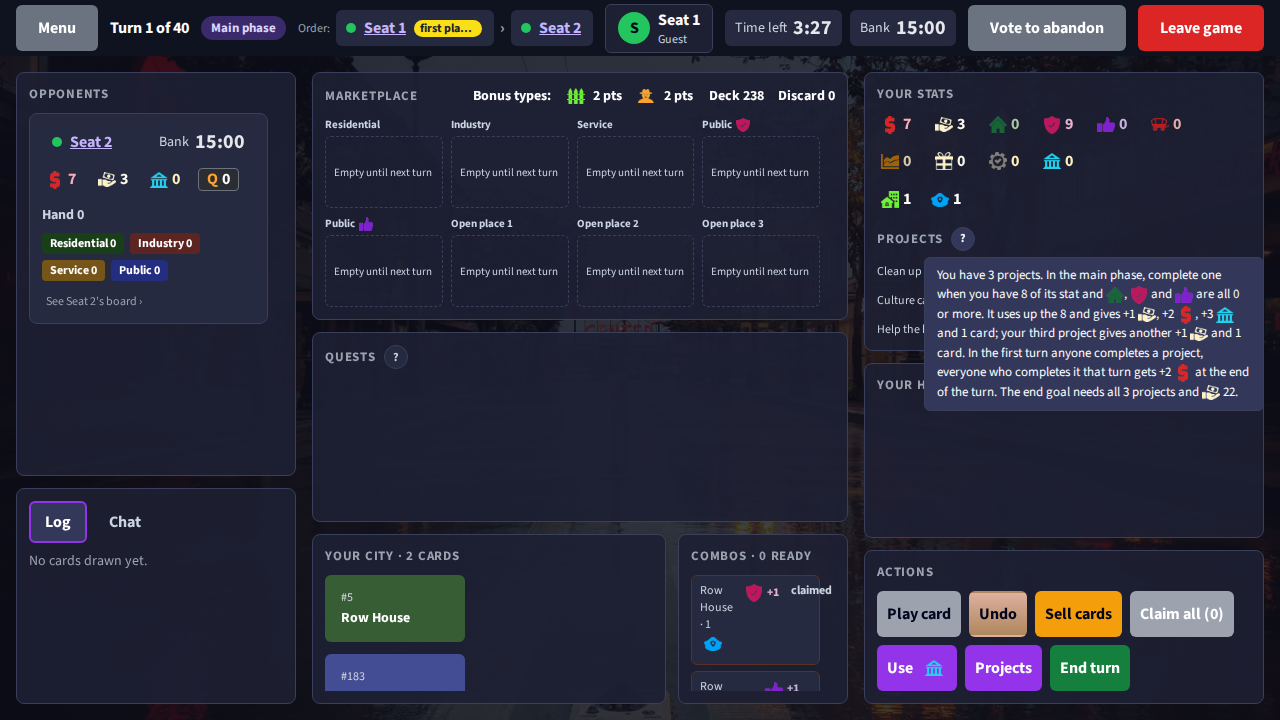 Menu
Turn 1 of 40
Main phase
Order:
Seat 1
first pla...
›
Seat 2
S
Seat 1
Guest
Time left 3:27
Bank 15:00
Vote to abandon
Leave game
OPPONENTS
Seat 2
Bank 15:00
7
3
0
Q 0
Hand 0
Residential 0
Industry 0
Service 0
Public 0
See Seat 2's board ›
Log
Chat
No cards drawn yet.
MARKETPLACE
Bonus types:
2 pts
2 pts
Deck 238
Discard 0
Residential
Industry
Service
Public
Empty until next turn
Empty until next turn
Empty until next turn
Empty until next turn
Public
Open place 1
Open place 2
Open place 3
Empty until next turn
Empty until next turn
Empty until next turn
Empty until next turn
QUESTS
?
YOUR CITY · 2 CARDS
#5
Row House
#183
COMBOS · 0 READY
Row House · 1
+1
claimed
Row
+1
YOUR STATS
7
3
0
9
0
0
0
0
0
0
1
1
PROJECTS
?
Clean up
Culture ca
Help the
YOUR H
You have 3 projects. In the main phase, complete one
when you have 8 of its stat and , and are all 0
or more. It uses up the 8 and gives +1 , +2 , +3
and 1 card; your third project gives another +1 and 1
card. In the first turn anyone completes a project,
everyone who completes it that turn gets +2 at the end
of the turn. The end goal needs all 3 projects and 22.
ACTIONS
Play card
Undo
Sell cards
Claim all (0)
Use
Projects
End turn